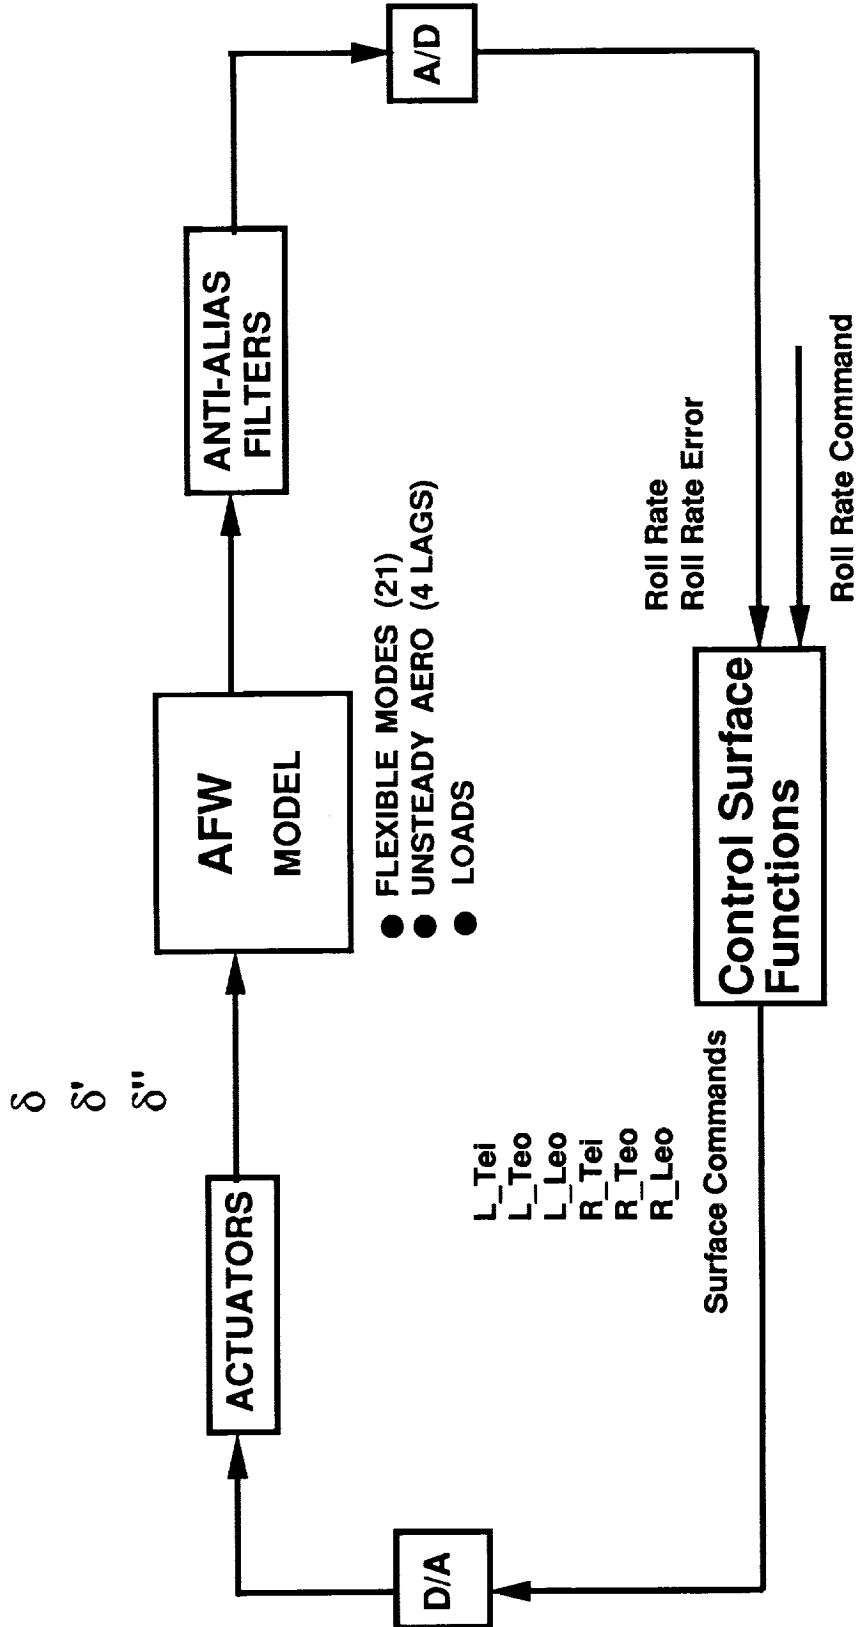 δ
δ'
δ"
ACTUATORS
AFW
MODEL
ANTI-ALIAS
FILTERS
● FLEXIBLE MODES (21)
● UNSTEADY AERO (4 LAGS)
● LOADS
D/A
A/D
L_Tei
L_Teo
L_Leo
R_Tei
R_Teo
R_Leo
Surface Commands
Control Surface
Functions
Roll Rate
Roll Rate Error
Roll Rate Command